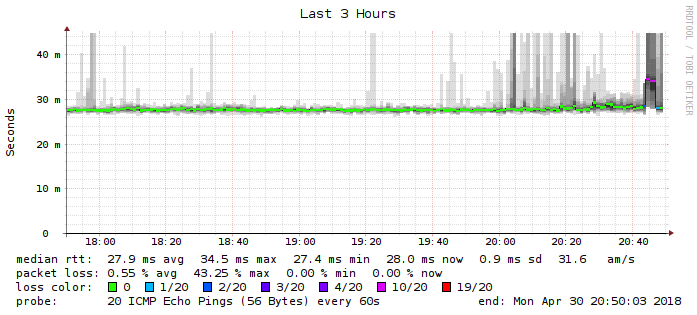 Last 3 Hours
RRDTOOL / TOBI OETIKER
Seconds
40 m
30 m
20 m
10 m
0
18:00 18:20 18:40 19:00 19:20 19:40 20:00 20:20 20:40
median rtt: 27.9 ms avg 34.5 ms max 27.4 ms min 28.0 ms now 0.9 ms sd 31.6 am/s
packet loss: 0.55 % avg 43.25 % max 0.00 % min 0.00 % now
loss color: 0 1/20 2/20 3/20 4/20 10/20 19/20
probe: 20 ICMP Echo Pings (56 Bytes) every 60s end: Mon Apr 30 20:50:03 2018